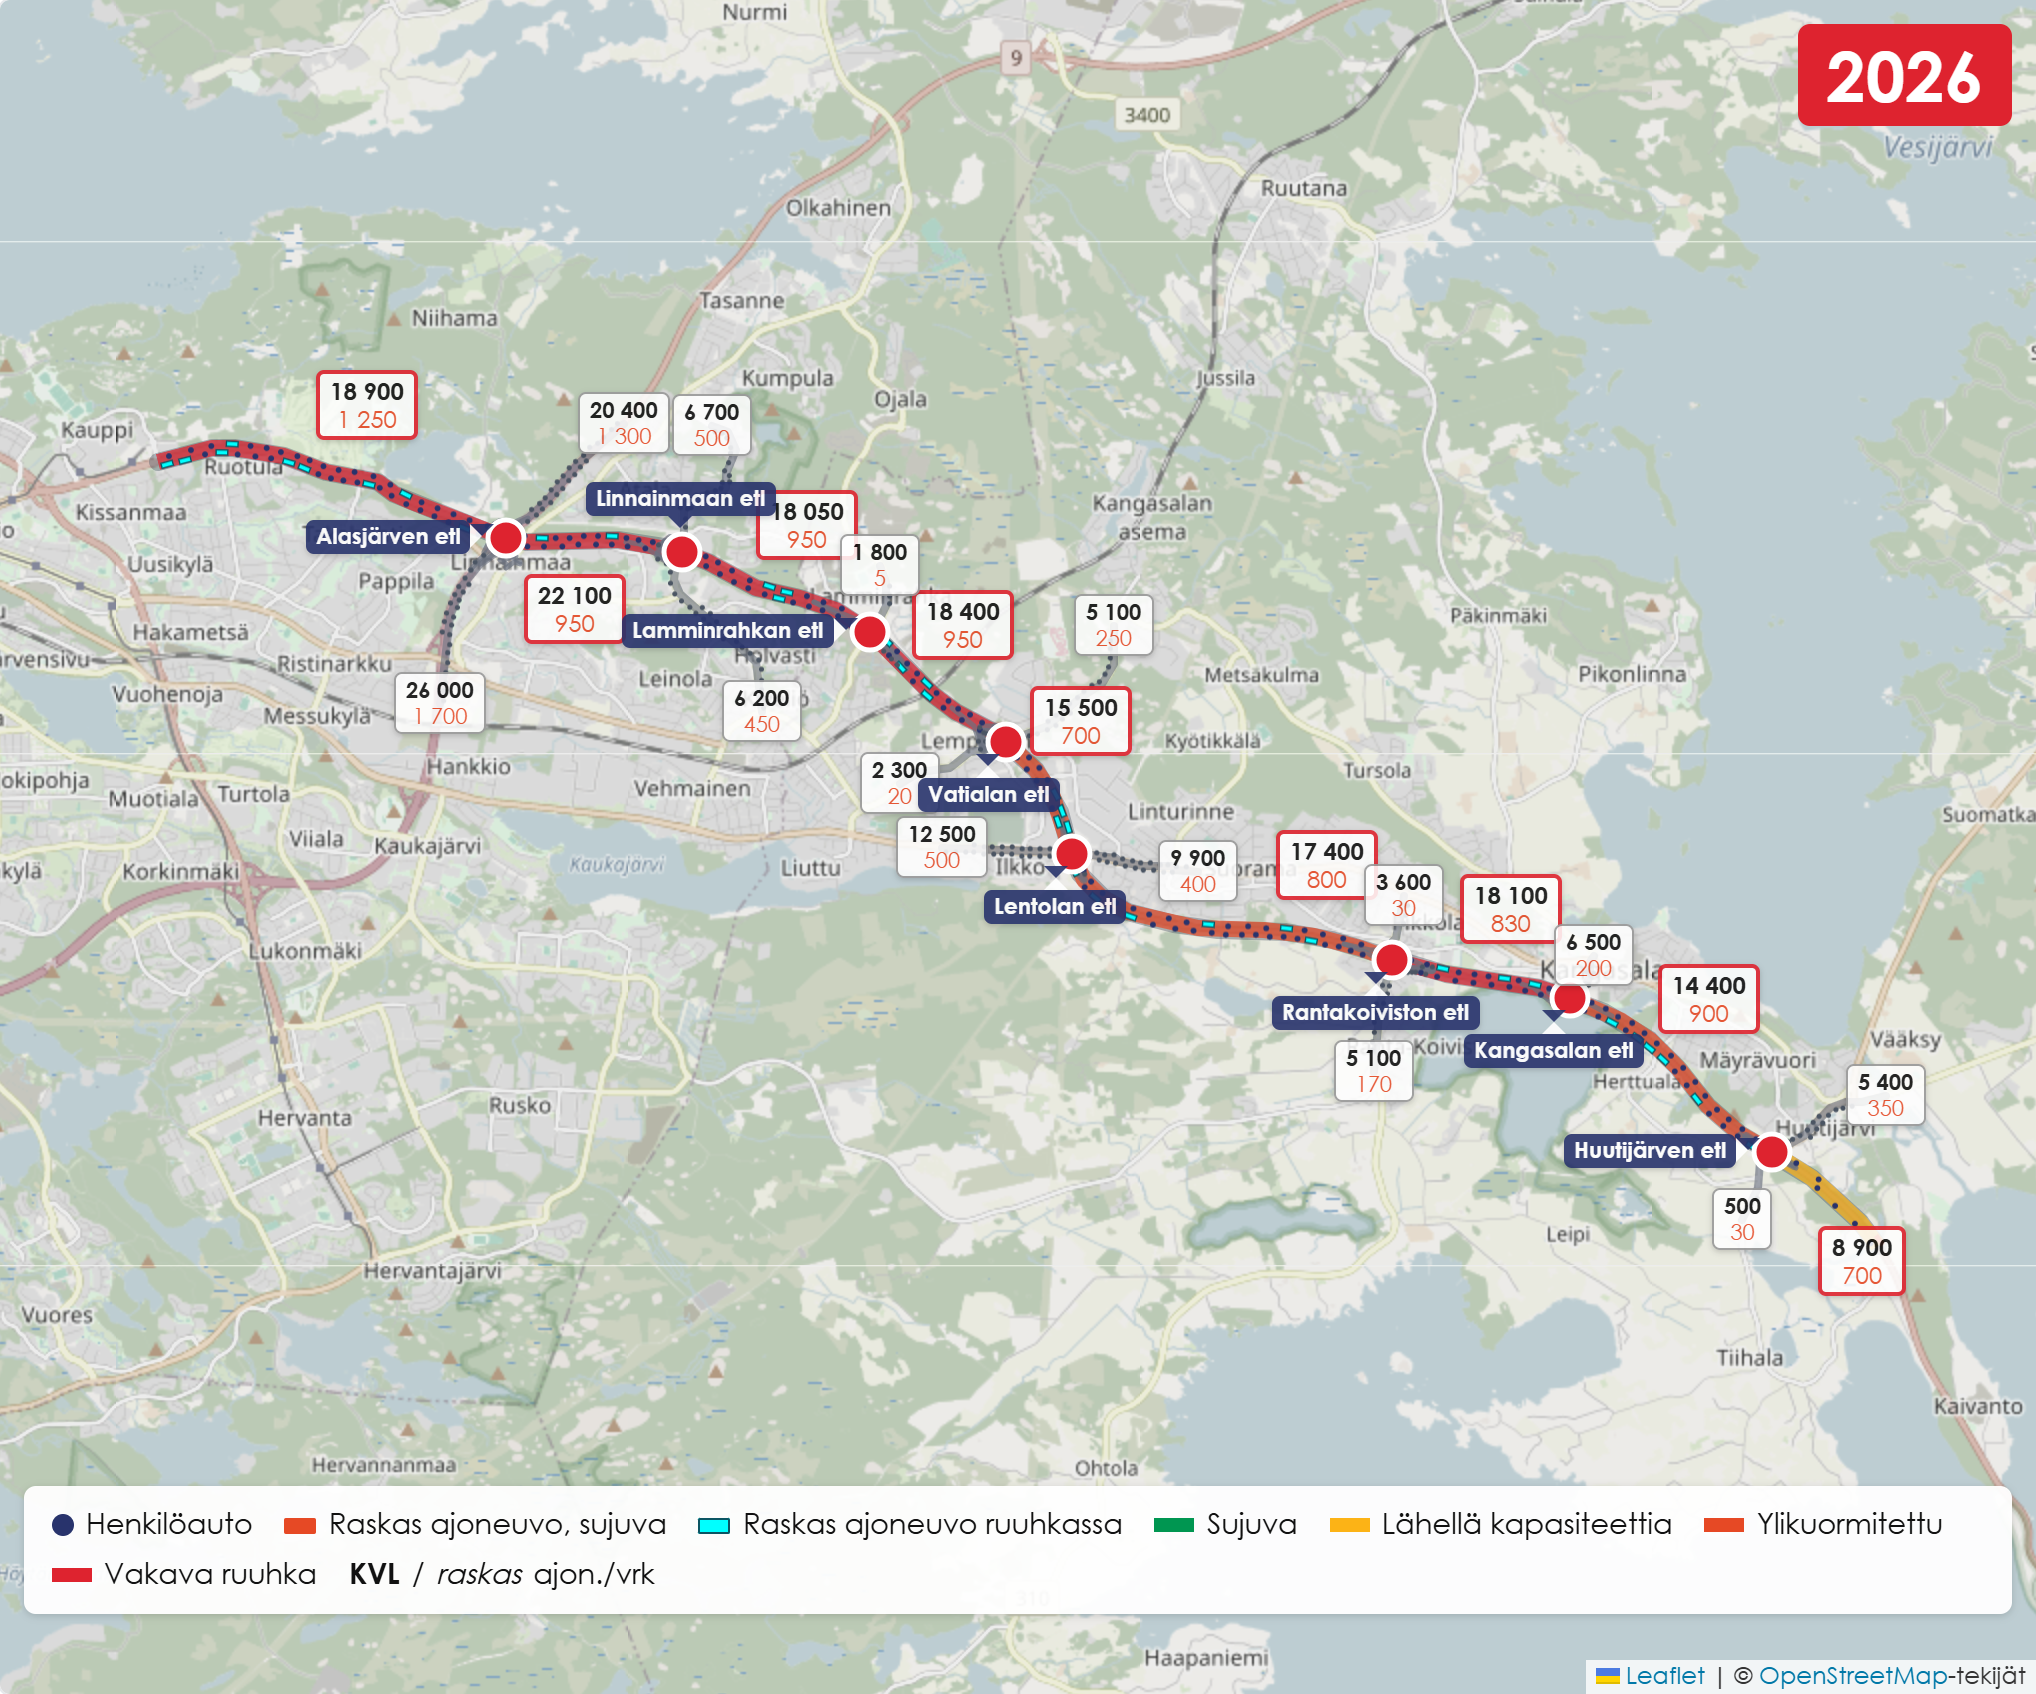 Nurmi
2026
9
3400
Vesijärvi
Ruutana
Olkahinen
Tasanne
Niihama
Kumpula
Jussila
Ojala
18 900
1 250
20 400
1 300
6 700
500
Kauppi
Ruotula
Linnainmaan etl
18 050
950
Kangasalan
asema
Kissanmaa
Alasjärven etl
1 800
5
Uusikylä
Pappila
22 100
950
18 400
950
5 100
250
Päkinmäki
Hakametsä
Lamminrahkan etl
Ristinarkku
Holvasti
Leinola
Metsäkulma
Pikonlinna
Vuohenoja
26 000
1 700
6 200
450
15 500
700
Messukylä
Kyötikkälä
Hankkio
2 300
20
Tursola
Vatialan etl
okipohja
Muotiala
Turtola
Vehmainen
Linturinne
Suomatka
Viiala
Kaukajärvi
12 500
500
17 400
800
Korkinmäki
Kaukajärvi
Liuttu
Ilkko
9 900
400
3 600
30
18 100
830
Lentolan etl
Lukonmäki
6 500
200
14 400
900
Rantakoiviston etl
Kangasalan etl
Vääksy
5 100
170
Mäyrävuori
Herttuala
5 400
350
Hervanta
Rusko
Huutijärvi
Huutijärven etl
500
30
Leipi
8 900
700
Hervantajärvi
Vuores
Tiihala
Kaivanto
Hervannanmaa
Ohtola
Henkilöauto Raskas ajoneuvo, sujuva Raskas ajoneuvo ruuhkassa Sujuva Lähellä kapasiteettia Ylikuormitettu
Vakava ruuhka KVL / raskas ajon./vrk
310
Haapaniemi
Leaflet | © OpenStreetMap-tekijät